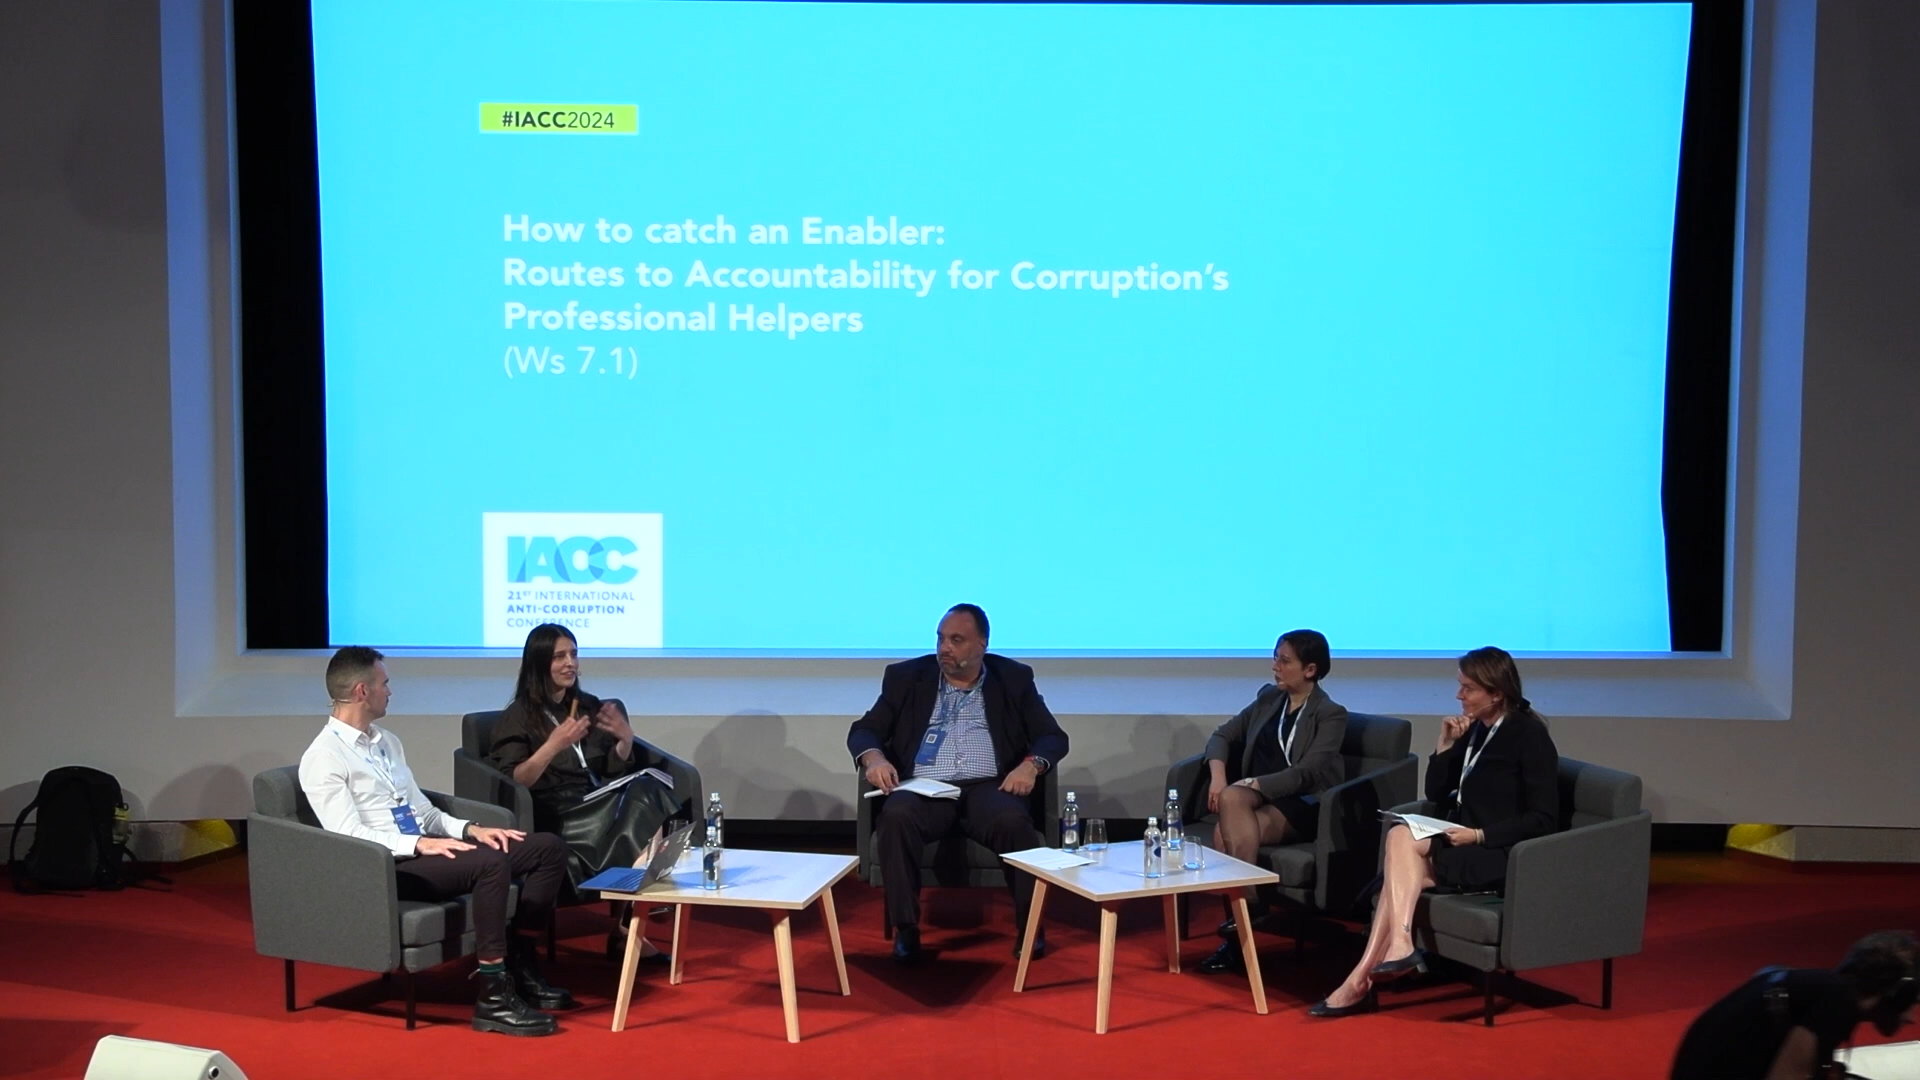 #IACC2024
How to catch an Enabler:
Routes to Accountability for Corruption's
Professional Helpers
(Ws 7.1)
IACC
21ST INTERNATIONAL
ANTI-CORRUPTION
CONFERENCE